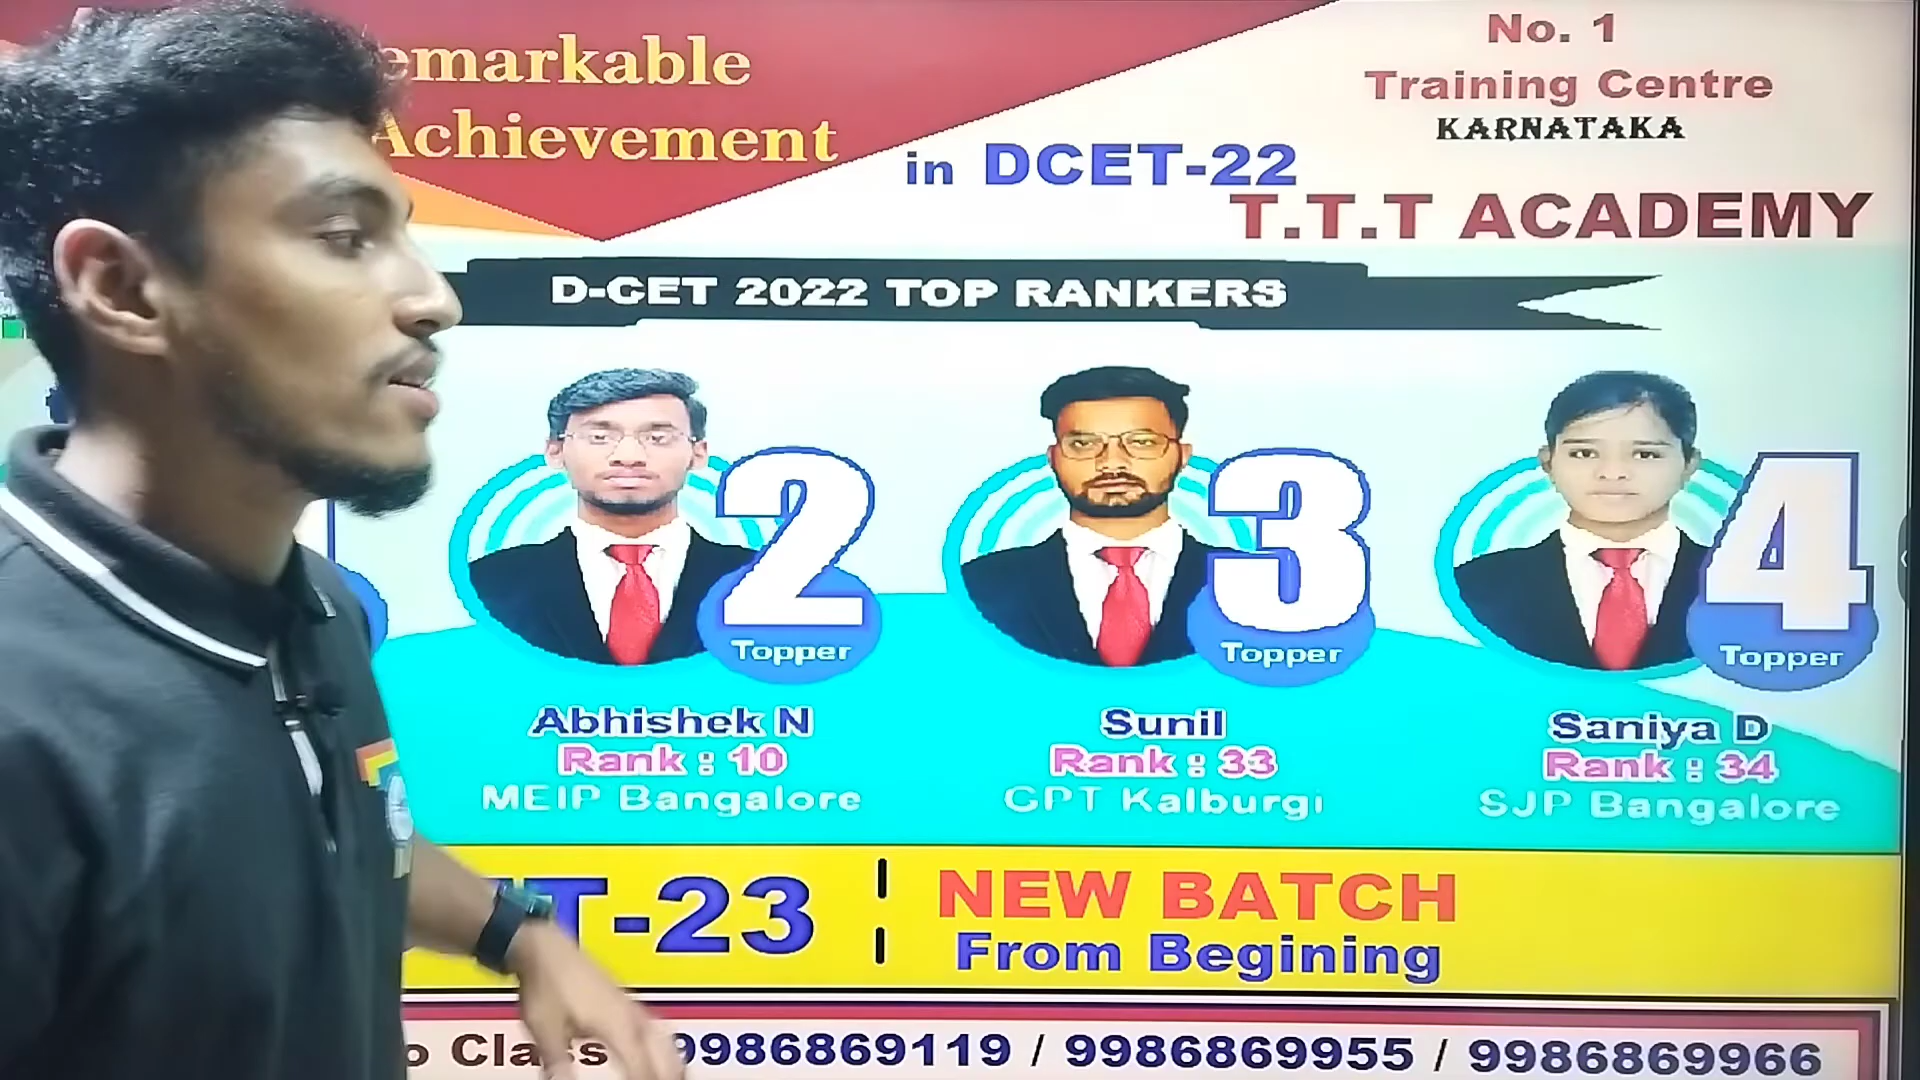 emarkable
Achievement
in DCET-22
No. 1
Training Centre
KARNATAKA
T.T.T ACADEMY
D-CET 2022 TOP RANKERS
2
Topper
Abhishek N
Rank : 10
MEIP Bangalore
3
Topper
Sunil
Rank : 33
GPT Kalburgi
4
Topper
Saniya D
Rank : 34
SJP Bangalore
T-23
NEW BATCH
From Begining
9986869119 / 9986869955 / 9986869966